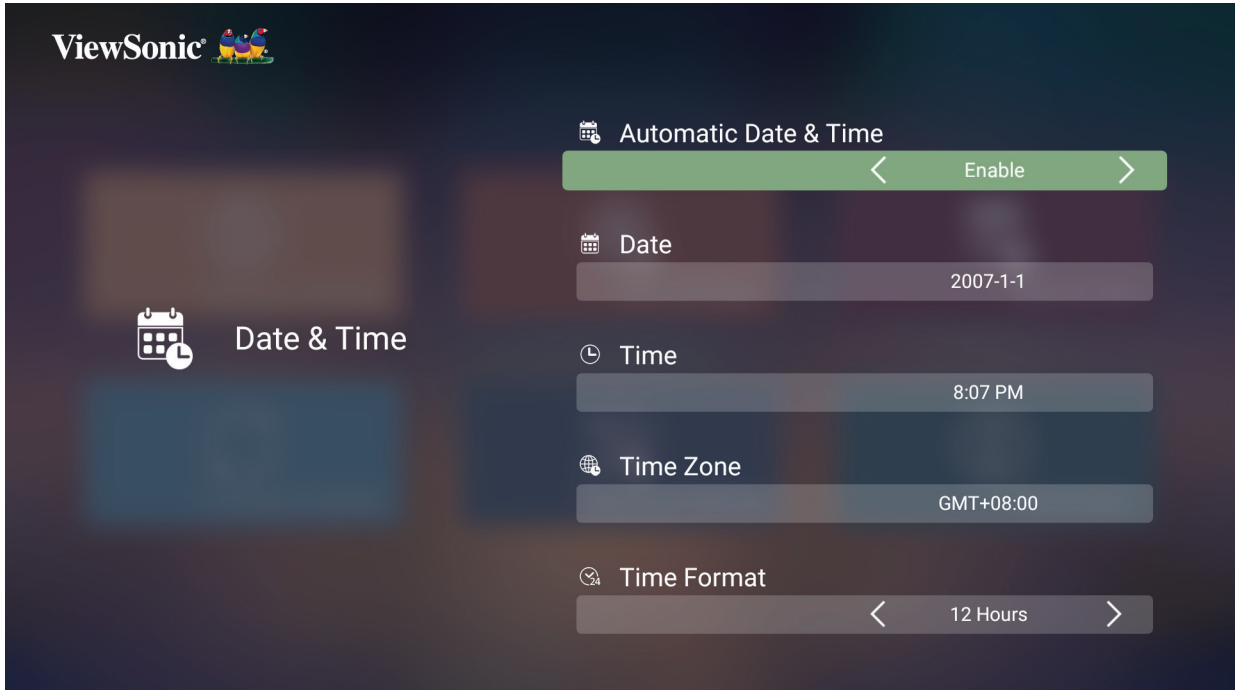 ViewSonic®
Automatic Date & Time
Enable
Date
2007-1-1
Date & Time
Time
8:07 PM
Time Zone
GMT+08:00
Time Format
12 Hours